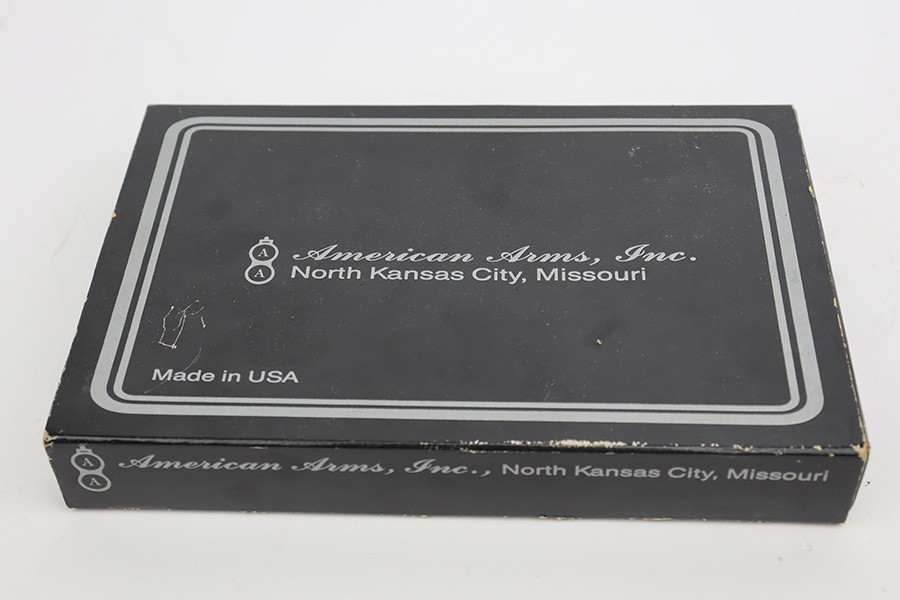 A
A
American Arms, Inc.
North Kansas City, Missouri
Made in USA
A
A
American Arms, Inc., North Kansas City, Missouri